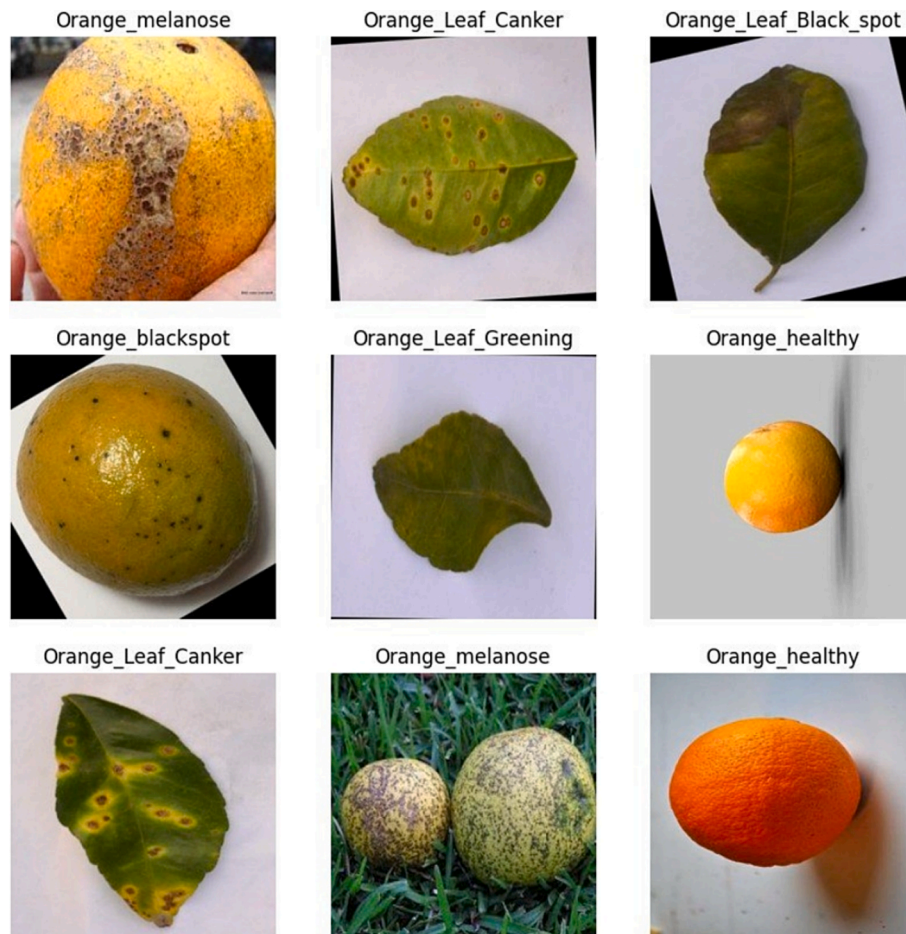 Orange_melanose
Orange_Leaf_Canker
Orange_Leaf_Black_spot
Orange_blackspot
Orange_Leaf_Greening
Orange_healthy
Orange_Leaf_Canker
Orange_melanose
Orange_healthy